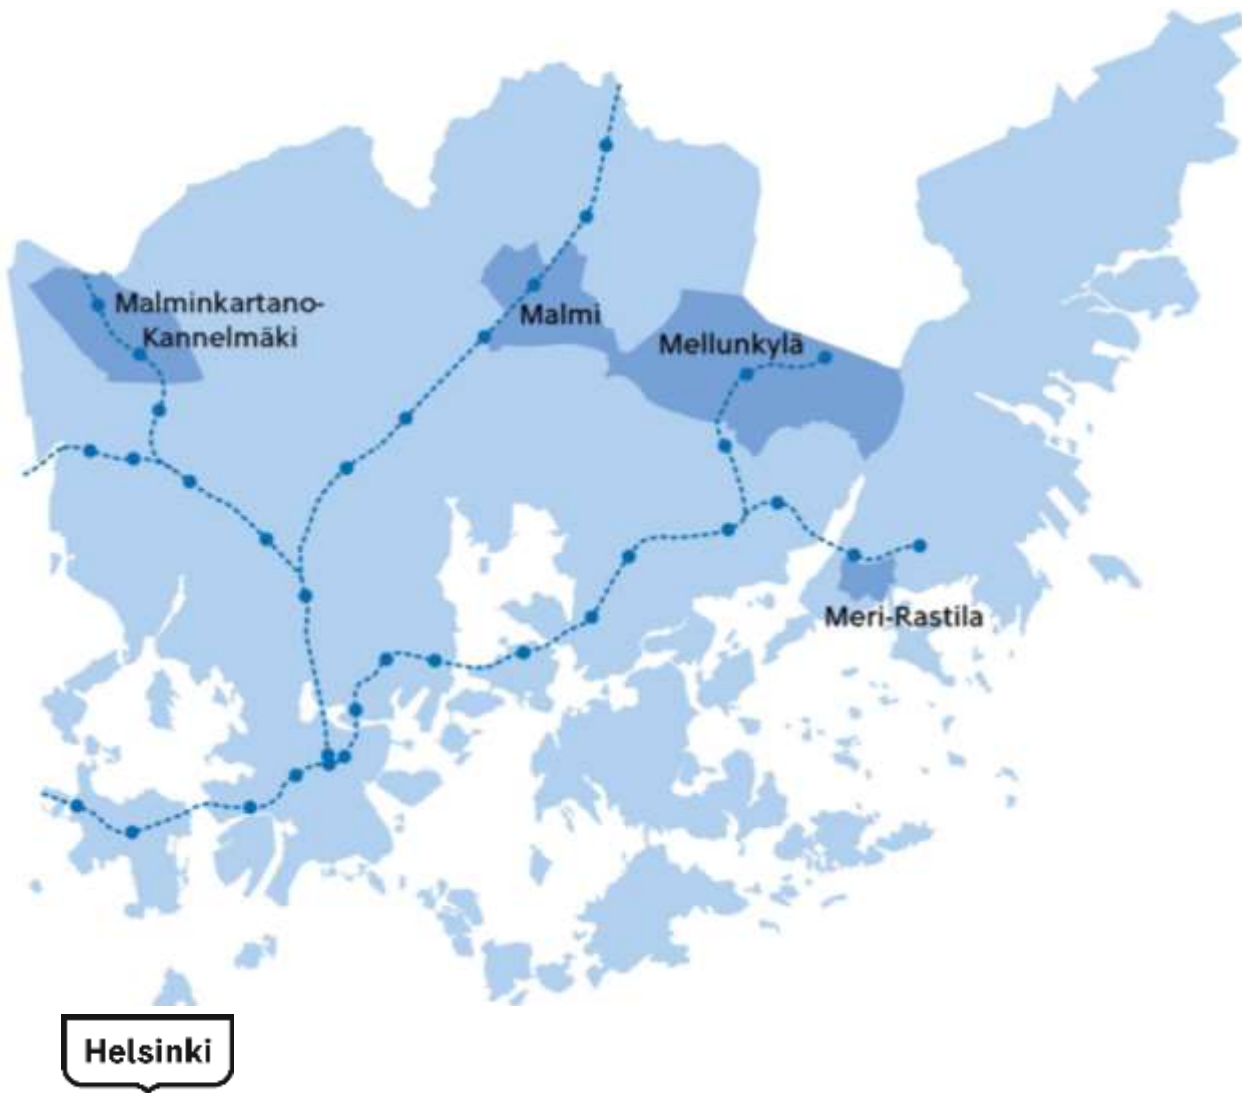 Malminkartano-
Kannelmäki
Malmi
Mellunkylä
Meri-Rastila
Helsinki